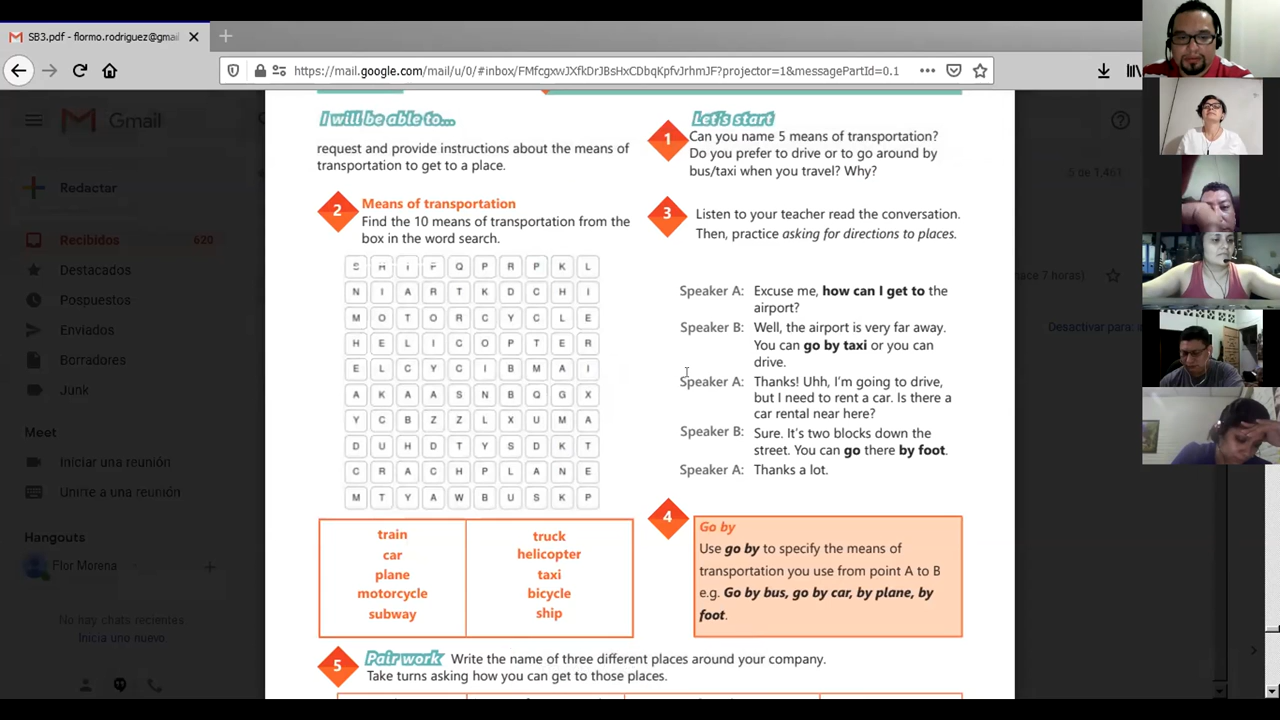 SB3.pdf - flormo.rodriguez@gmai
https://mail.google.com/mail/u/0/#inbox/FMfcgxwJXfkDrJBsHxCDbqKpfvJrhmJF?projector=1&messagePartId=0.1
Gmail
Redactar
Recibidos 620
Destacados
Pospuestos
Enviados
Borradores
Junk
Meet
Iniciar una reunión
Unirte a una reunión
Hangouts
Flor Morena
No hay chats recientes
Inicia uno nuevo
5 de 1,461
hace 7 horas)
Desactivar para: a
I will be able to...
request and provide instructions about the means of
transportation to get to a place.
2
Means of transportation
Find the 10 means of transportation from the
box in the word search.
S H I P Q P R P K L
N I A R T K D C H I
M O T O R C Y C L E
H E L I C O P T E R
E L C Y C I B M A I
A K A A S N B Q G X
Y C B Z Z L X U M A
D U H D T Y S D K T
C R A C H P L A N E
M T Y A W B U S K P
train
car
plane
motorcycle
subway
truck
helicopter
taxi
bicycle
ship
Let's start
1
Can you name 5 means of transportation?
Do you prefer to drive or to go around by
bus/taxi when you travel? Why?
3
Listen to your teacher read the conversation.
Then, practice asking for directions to places.
Speaker A: Excuse me, how can I get to the
airport?
Speaker B: Well, the airport is very far away.
You can go by taxi or you can
drive.
Speaker A: Thanks! Uhh, I'm going to drive,
but I need to rent a car. Is there a
car rental near here?
Speaker B: Sure. It's two blocks down the
street. You can go there by foot.
Speaker A: Thanks a lot.
4
Go by
Use go by to specify the means of
transportation you use from point A to B
e.g. Go by bus, go by car, by plane, by
foot.
5
Pair work Write the name of three different places around your company.
Take turns asking how you can get to those places.